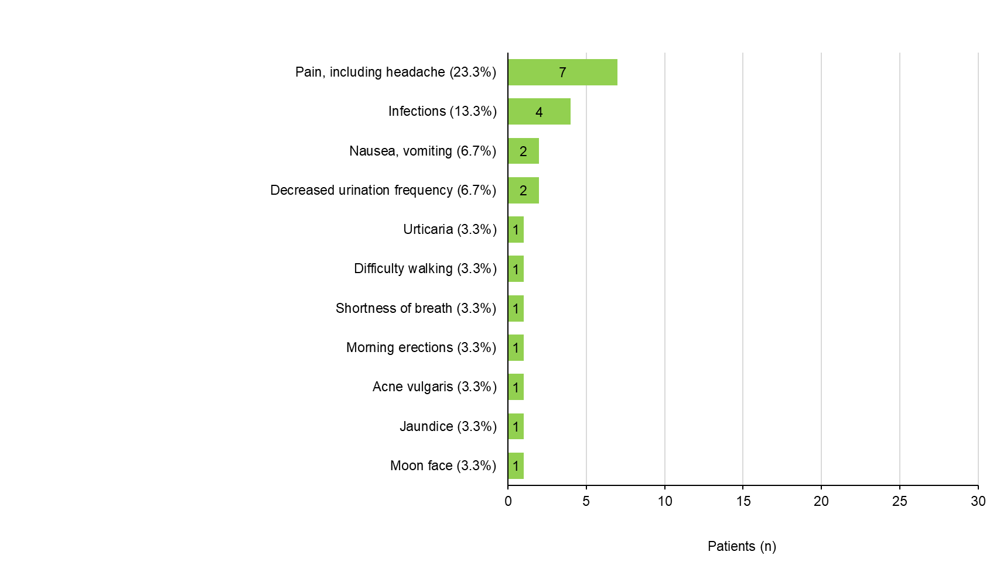 Pain, including headache (23.3%)
7
Infections (13.3%)
4
Nausea, vomiting (6.7%)
2
Decreased urination frequency (6.7%)
2
Urticaria (3.3%)
1
Difficulty walking (3.3%)
1
Shortness of breath (3.3%)
1
Morning erections (3.3%)
1
Acne vulgaris (3.3%)
1
Jaundice (3.3%)
1
Moon face (3.3%)
1
0 5 10 15 20 25 30
Patients (n)